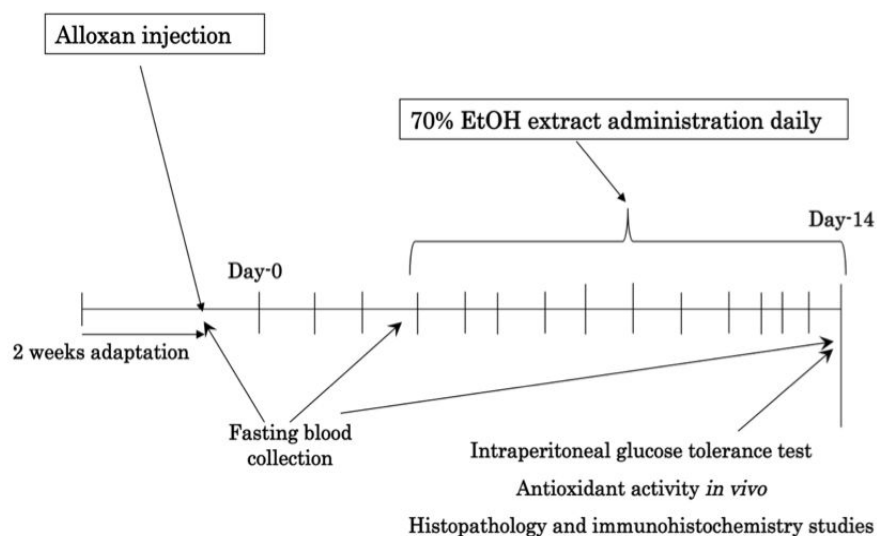 Alloxan injection
70% EtOH extract administration daily
Day-14
Day-0
2 weeks adaptation
Fasting blood
collection
Intraperitoneal glucose tolerance test
Antioxidant activity in vivo
Histopathology and immunohistochemistry studies